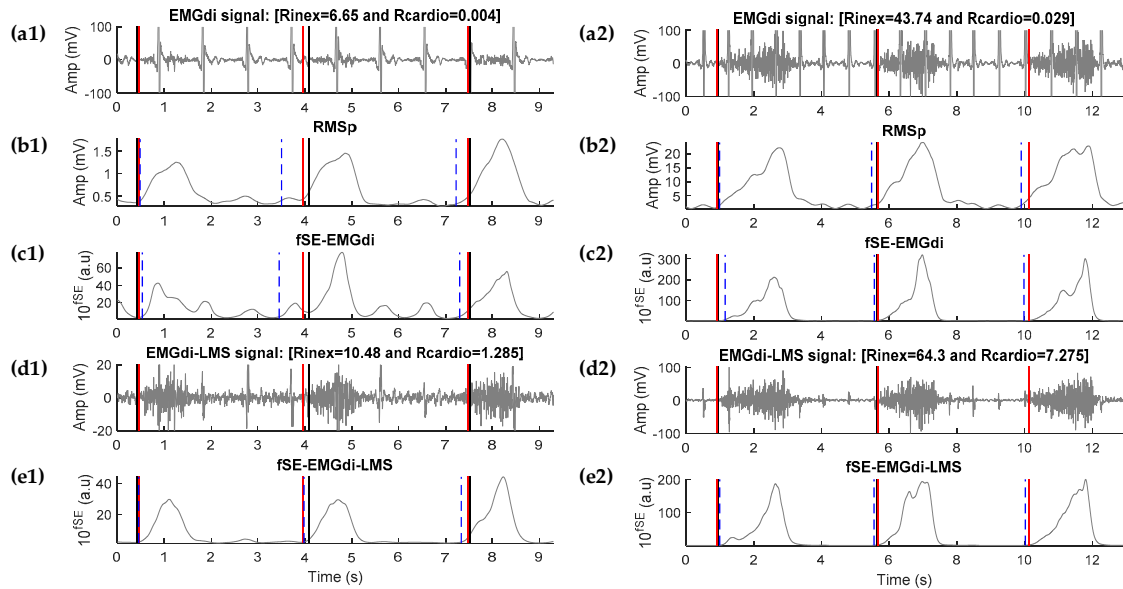 (a1)
EMGdi signal: [Rinex=6.65 and Rcardio=0.004]
Amp (mV)
100
0
-100
0 1 2 3 4 5 6 7 8 9
(b1)
RMSp
Amp (mV)
1.5
1
0.5
0 1 2 3 4 5 6 7 8 9
(c1)
fSE-EMGdi
10^fSE (a.u)
60
40
20
0 1 2 3 4 5 6 7 8 9
(d1)
EMGdi-LMS signal: [Rinex=10.48 and Rcardio=1.285]
Amp (mV)
20
0
-20
0 1 2 3 4 5 6 7 8 9
(e1)
fSE-EMGdi-LMS
10^fSE (a.u)
40
20
0 1 2 3 4 5 6 7 8 9
Time (s)
(a2)
EMGdi signal: [Rinex=43.74 and Rcardio=0.029]
Amp (mV)
100
0
-100
0 2 4 6 8 10 12
(b2)
RMSp
Amp (mV)
20
15
10
5
0 2 4 6 8 10 12
(c2)
fSE-EMGdi
10^fSE (a.u)
300
200
100
0 2 4 6 8 10 12
(d2)
EMGdi-LMS signal: [Rinex=64.3 and Rcardio=7.275]
Amp (mV)
100
0
-100
0 2 4 6 8 10 12
(e2)
fSE-EMGdi-LMS
10^fSE (a.u)
200
100
0 2 4 6 8 10 12
Time (s)